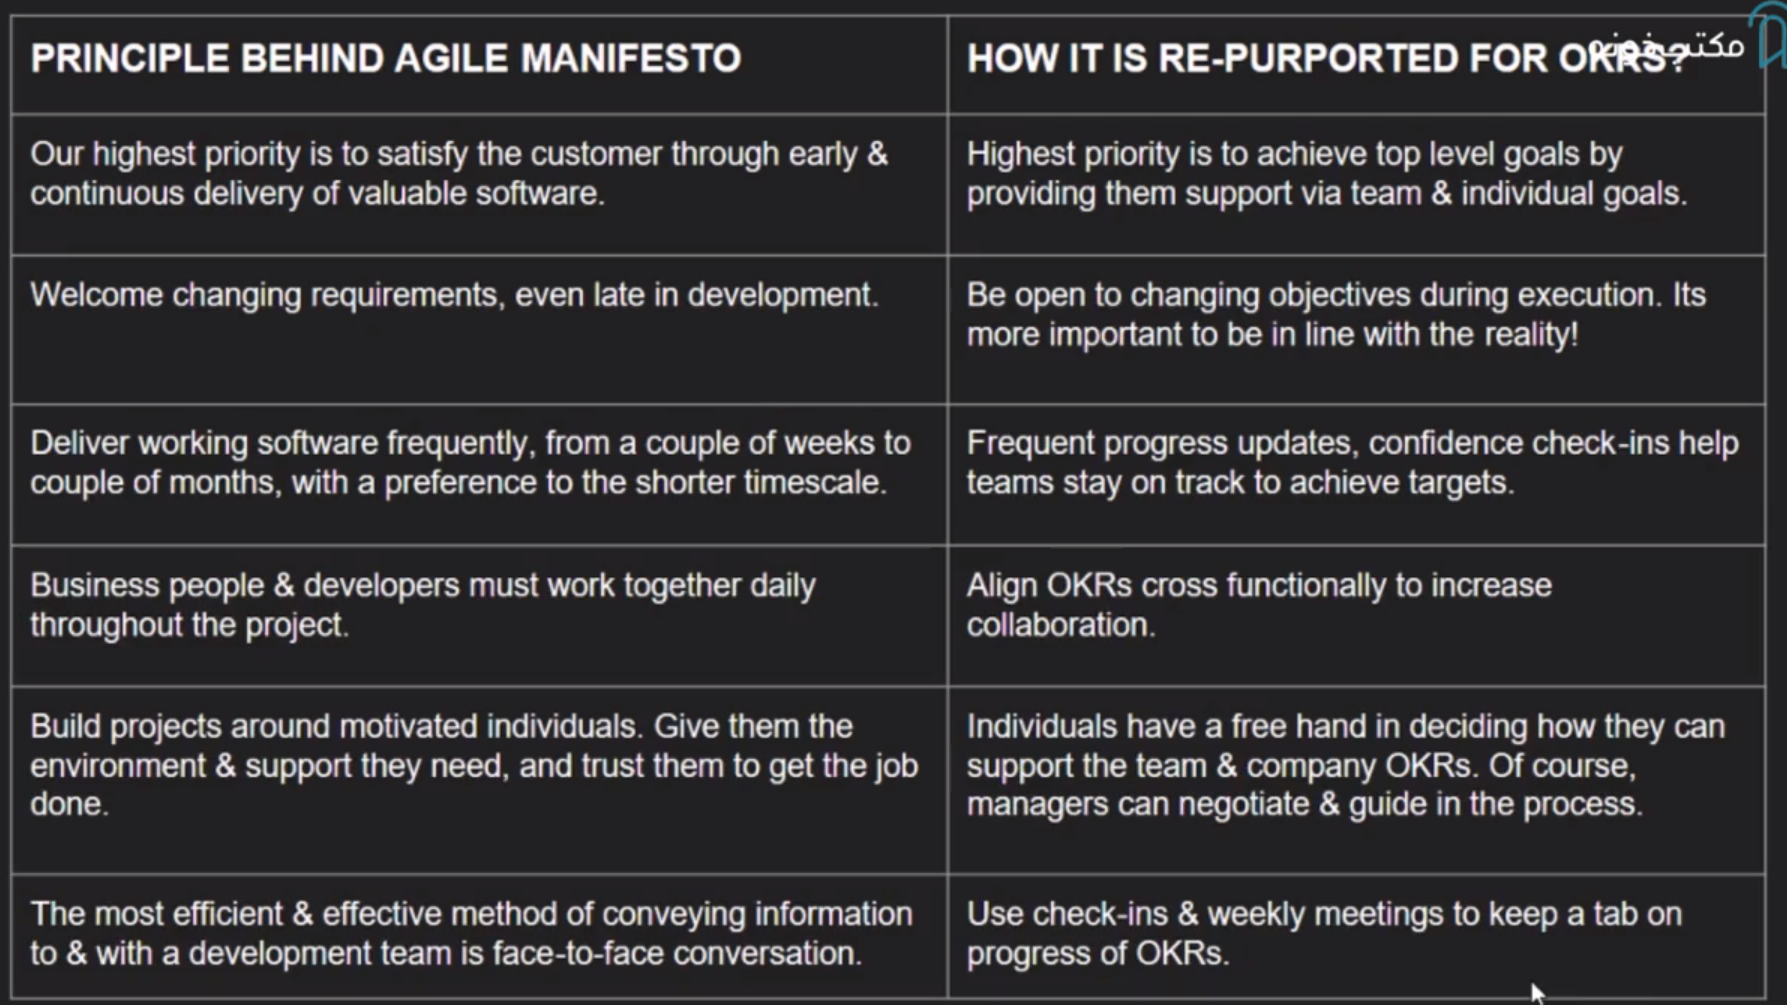 PRINCIPLE BEHIND AGILE MANIFESTO
HOW IT IS RE-PURPORTED FOR OKRS?
مکتب‌خونه
Our highest priority is to satisfy the customer through early &
continuous delivery of valuable software.
Highest priority is to achieve top level goals by
providing them support via team & individual goals.
Welcome changing requirements, even late in development.
Be open to changing objectives during execution. Its
more important to be in line with the reality!
Deliver working software frequently, from a couple of weeks to
couple of months, with a preference to the shorter timescale.
Frequent progress updates, confidence check-ins help
teams stay on track to achieve targets.
Business people & developers must work together daily
throughout the project.
Align OKRs cross functionally to increase
collaboration.
Build projects around motivated individuals. Give them the
environment & support they need, and trust them to get the job
done.
Individuals have a free hand in deciding how they can
support the team & company OKRs. Of course,
managers can negotiate & guide in the process.
The most efficient & effective method of conveying information
to & with a development team is face-to-face conversation.
Use check-ins & weekly meetings to keep a tab on
progress of OKRs.